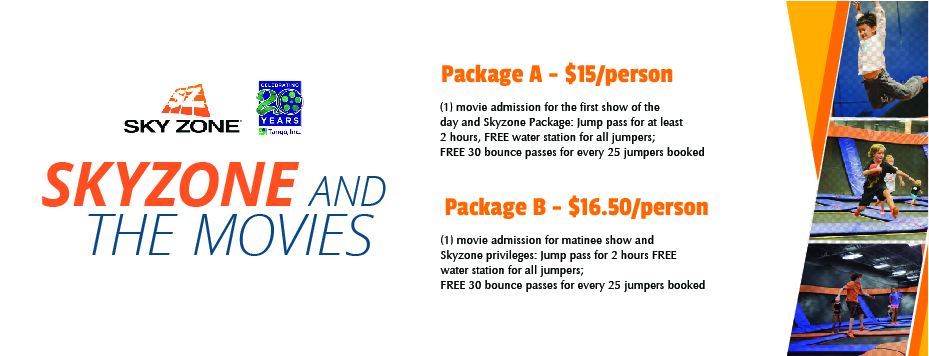 SKY ZONE
CELEBRATING
20
YEARS
Tango, Inc.
SKYZONE AND
THE MOVIES
Package A - $15/person
(1) movie admission for the first show of the
day and Skyzone Package: Jump pass for at least
2 hours, FREE water station for all jumpers;
FREE 30 bounce passes for every 25 jumpers booked
Package B - $16.50/person
(1) movie admission for matinee show and
Skyzone privileges: Jump pass for 2 hours FREE
water station for all jumpers;
FREE 30 bounce passes for every 25 jumpers booked